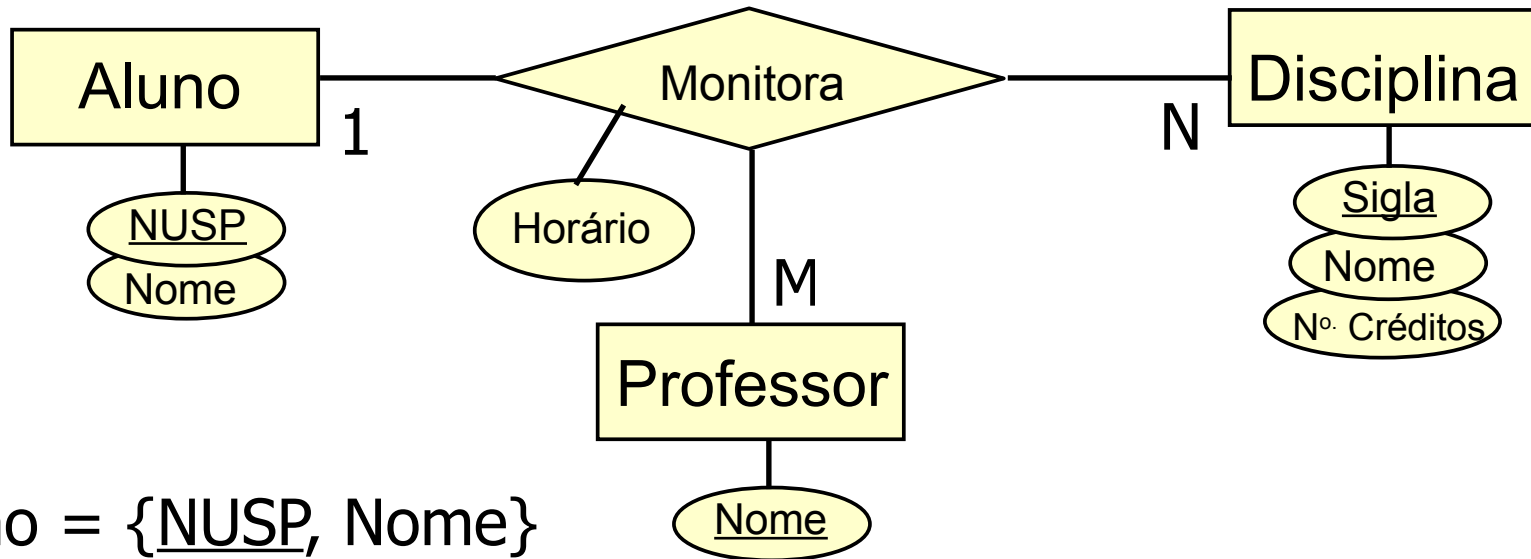 Aluno
Monitora
Disciplina
1
N
NUSP
Nome
Horário
Sigla
Nome
Nº. Créditos
M
Professor
Nome
o = {NUSP, Nome}